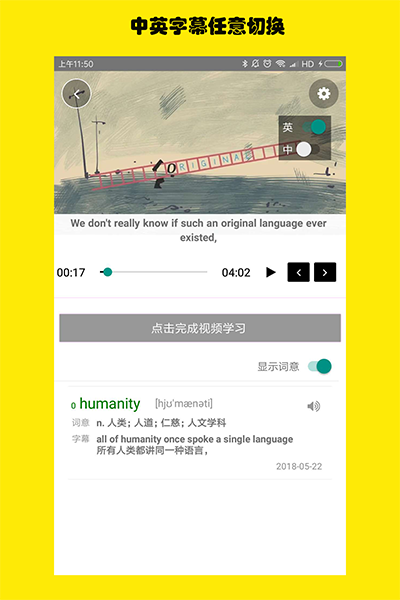 中英字幕任意切换
上午11:50
HD
英
中
ORIGINA
We don't really know if such an original language ever
existed,
00:17
04:02
点击完成视频学习
显示词意
0 humanity [hjuˈmænəti]
词意 n. 人类；人道；仁慈；人文学科
字幕 all of humanity once spoke a single language
所有人类都讲同一种语言，
2018-05-22